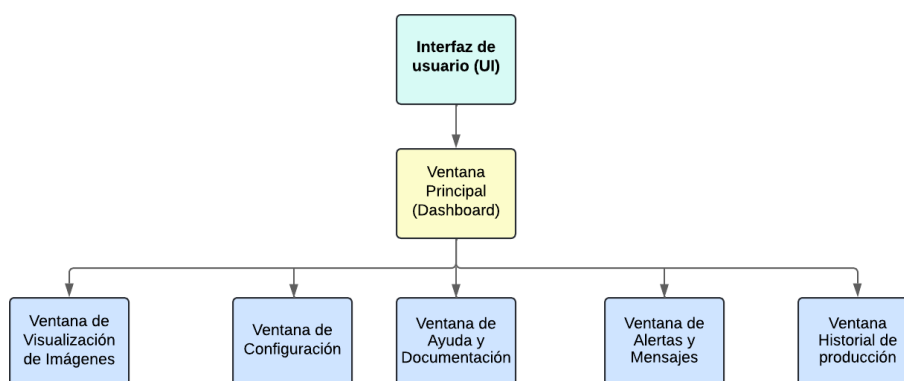 Interfaz de
usuario (UI)
Ventana
Principal
(Dashboard)
Ventana de
Visualización
de Imágenes
Ventana de
Configuración
Ventana de
Ayuda y
Documentación
Ventana de
Alertas y
Mensajes
Ventana
Historial de
producción